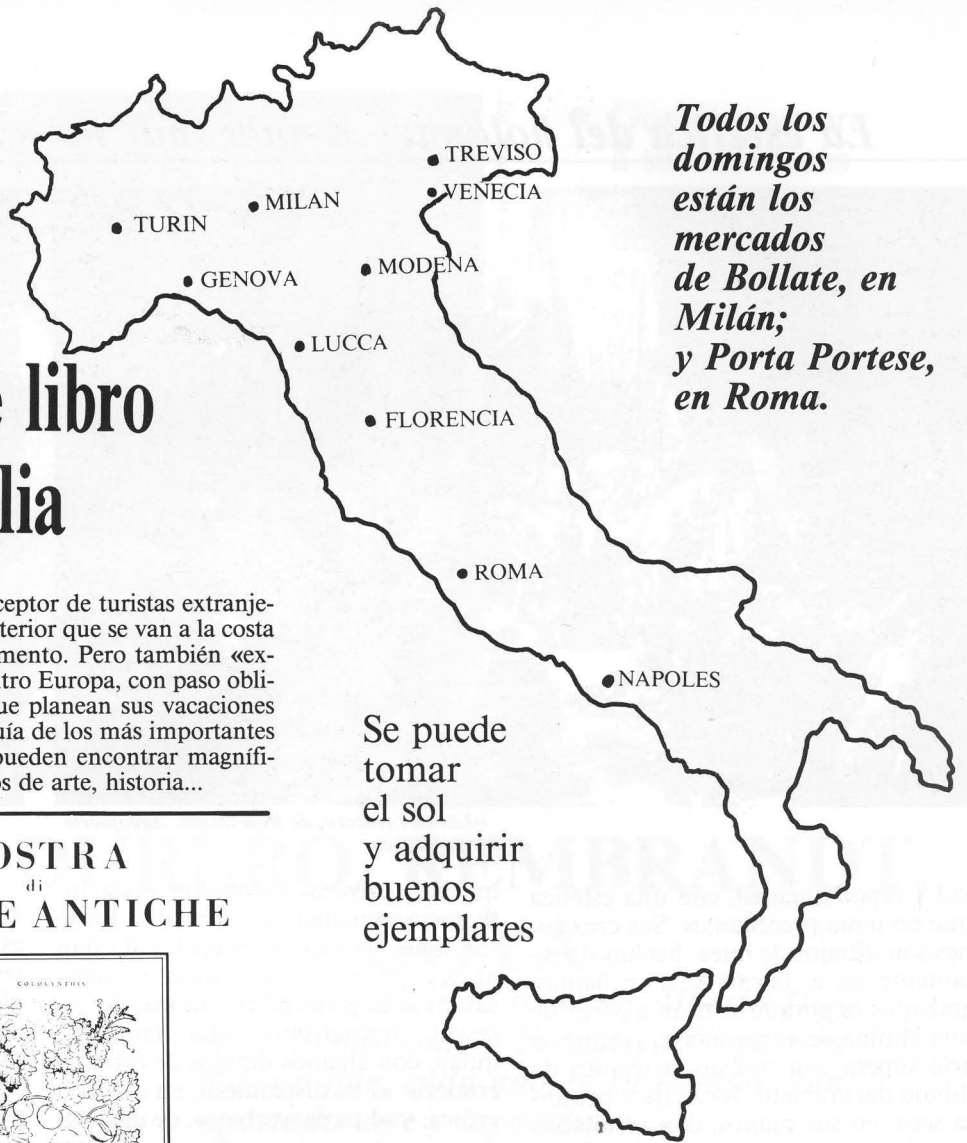 TREVISO
VENECIA
MILAN
TURIN
MODENA
GENOVA
LUCCA
FLORENCIA
ROMA
NAPOLES
Todos los
domingos
están los
mercados
de Bollate, en
Milán;
y Porta Portese,
en Roma.
libro
lia
ceptor de turistas extranje-
terior que se van a la costa
mento. Pero también «ex-
tro Europa, con paso obli-
ue planean sus vacaciones
uía de los más importantes
pueden encontrar magnífi-
os de arte, historia...
Se puede
tomar
el sol
y adquirir
buenos
ejemplares
OSTRA
di
E ANTICHE
COLOCYNTHIS